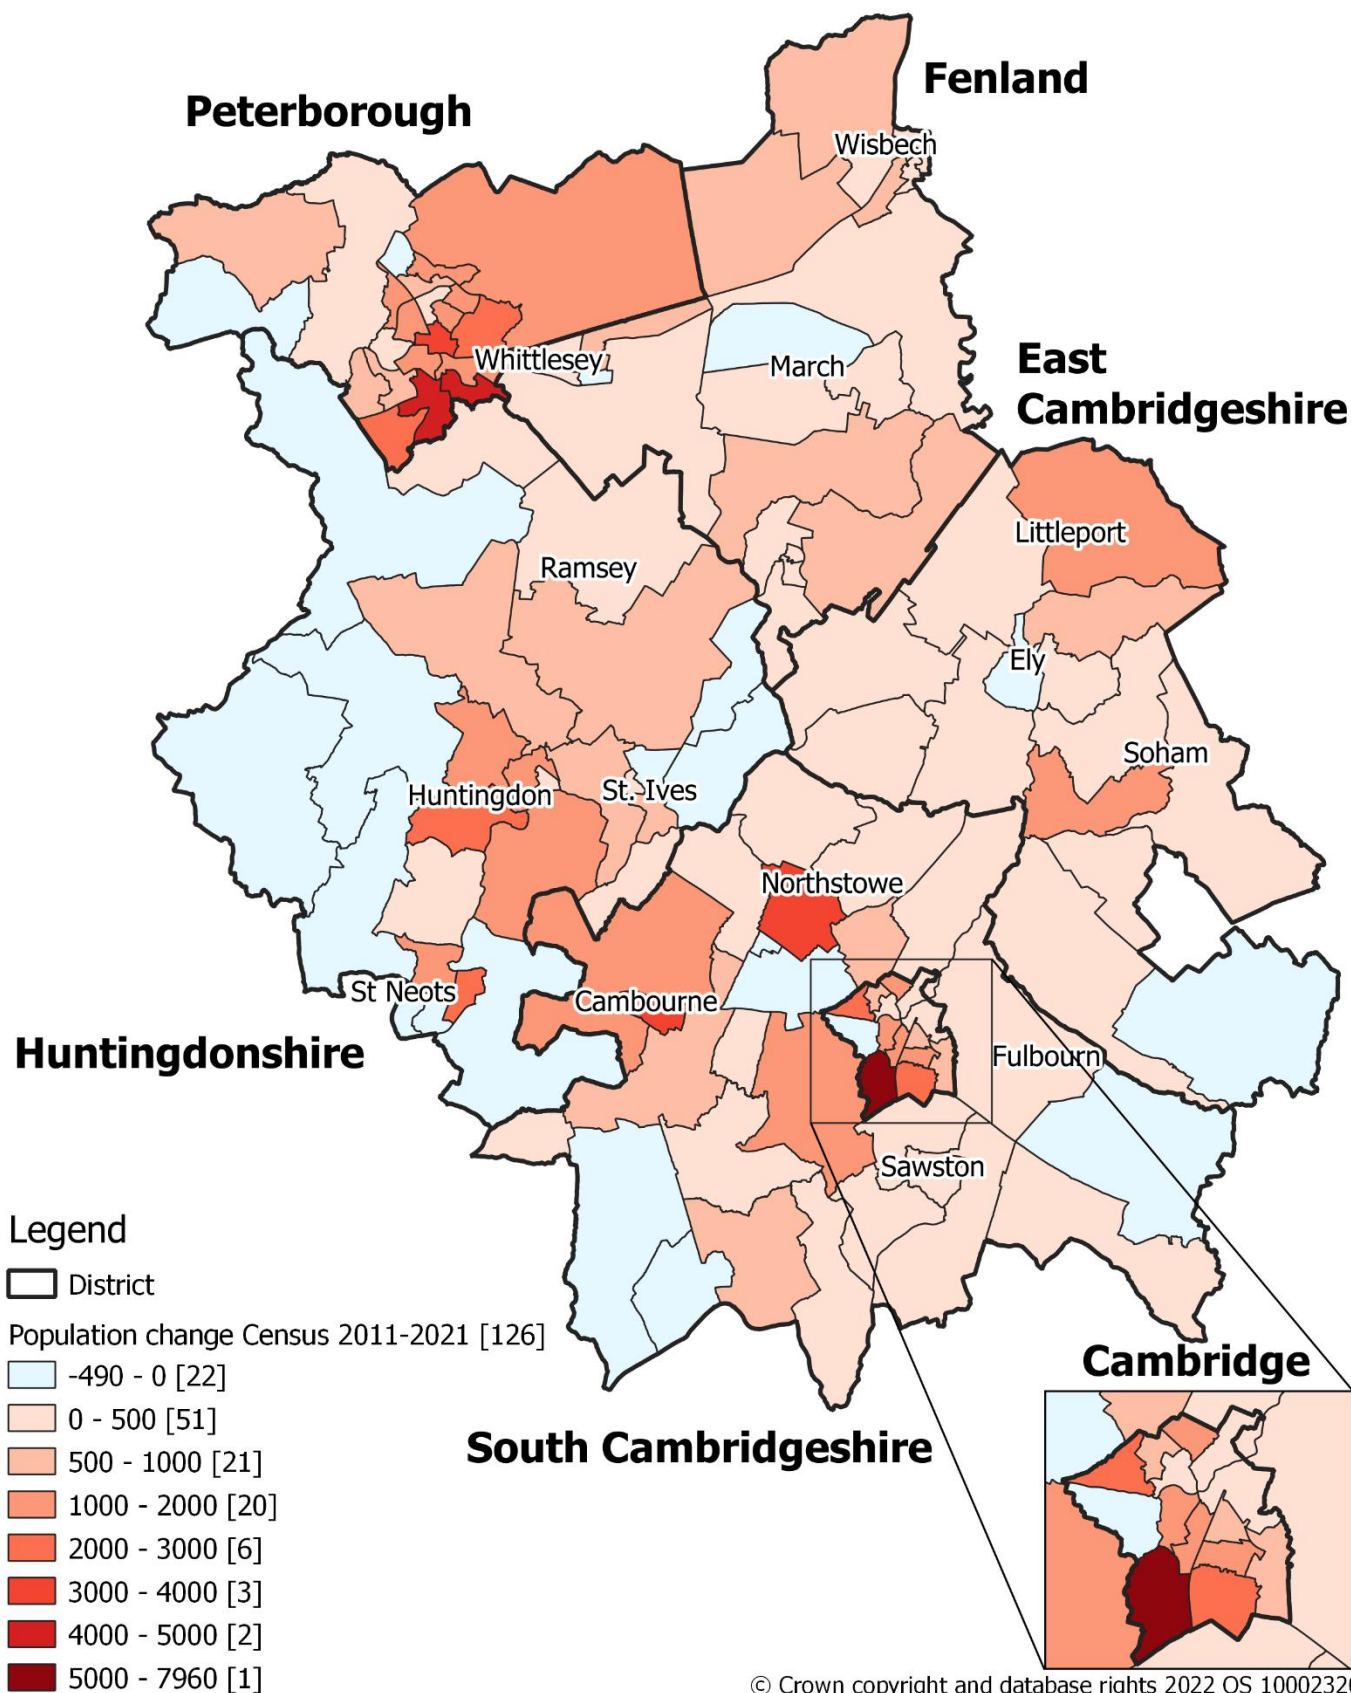 Fenland
Peterborough
Wisbech
Whittlesey
March
East
Cambridgeshire
Littleport
Ramsey
Ely
Soham
Huntingdon
St. Ives
Northstowe
St Neots
Cambourne
Huntingdonshire
Fulbourn
Sawston
Legend
District
Population change Census 2011-2021 [126]
-490 - 0 [22]
0 - 500 [51]
500 - 1000 [21]
1000 - 2000 [20]
2000 - 3000 [6]
3000 - 4000 [3]
4000 - 5000 [2]
5000 - 7960 [1]
Cambridge
South Cambridgeshire
© Crown copyright and database rights 2022 OS 10002320